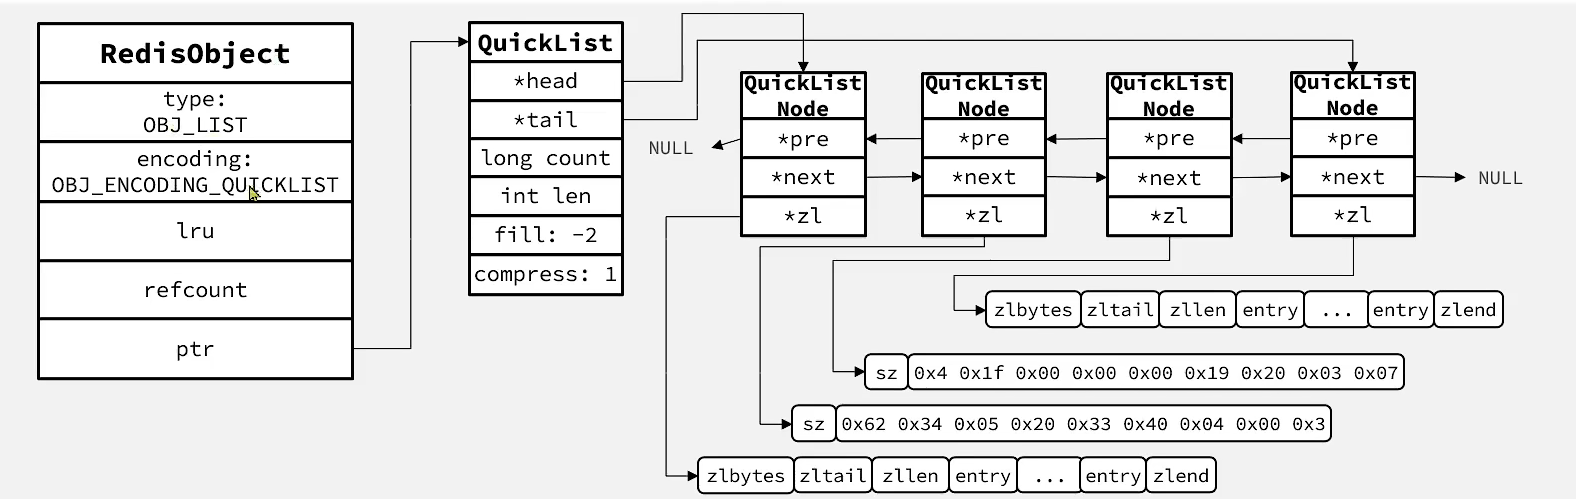 RedisObject
type:
OBJ_LIST
encoding:
OBJ_ENCODING_QUICKLIST
lru
refcount
ptr
QuickList
*head
*tail
long count
int len
fill: -2
compress: 1
NULL
QuickList
Node
*pre
*next
*zl
QuickList
Node
*pre
*next
*zl
QuickList
Node
*pre
*next
*zl
QuickList
Node
*pre
*next
*zl
NULL
zlbytes zltail zllen entry ... entry zlend
sz 0x4 0x1f 0x00 0x00 0x00 0x19 0x20 0x03 0x07
sz 0x62 0x34 0x05 0x20 0x33 0x40 0x04 0x00 0x3
zlbytes zltail zllen entry ... entry zlend